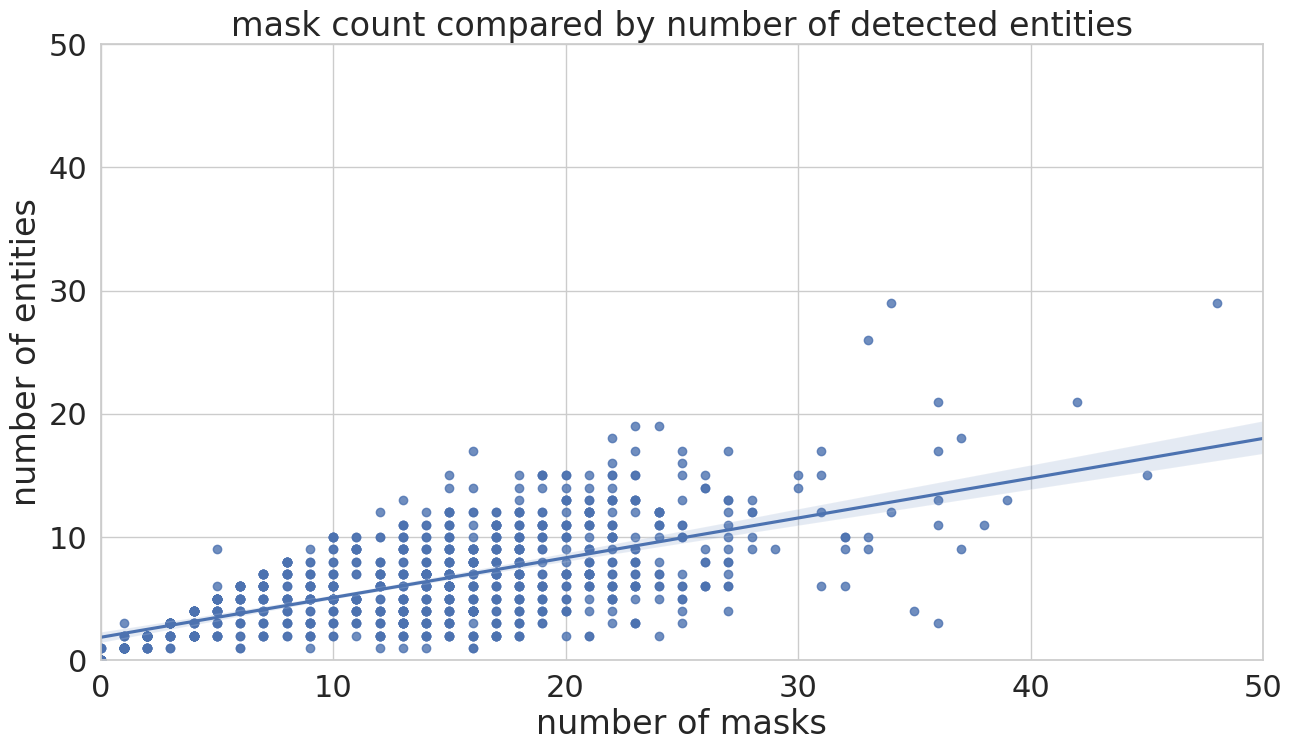 mask count compared by number of detected entities
50
40
30
20
10
0
number of entities
0 10 20 30 40 50
number of masks